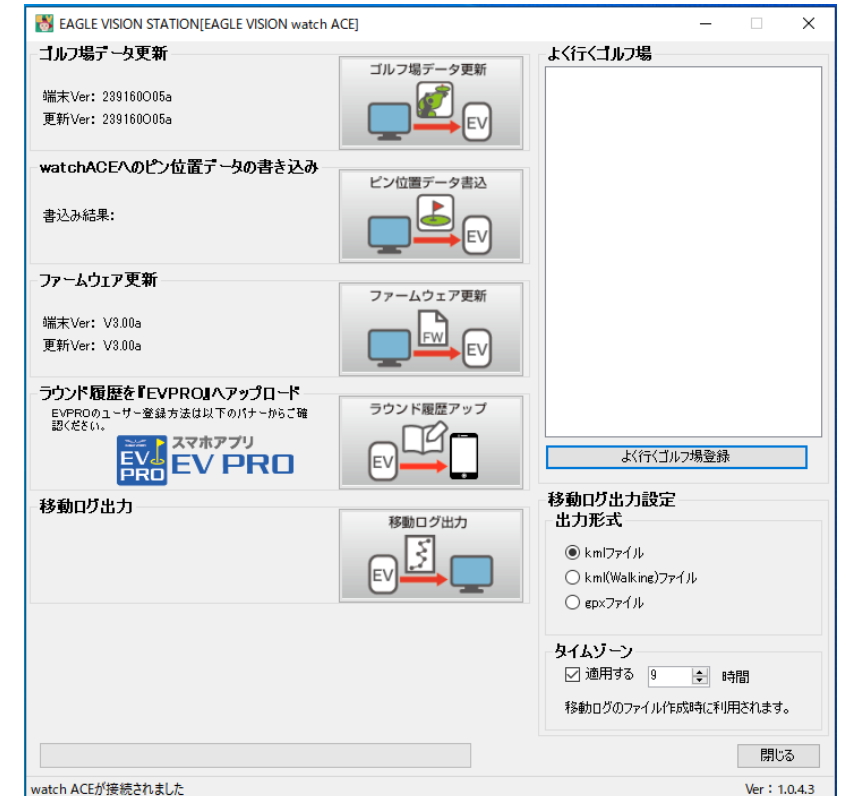 EAGLE VISION STATION[EAGLE VISION watch ACE]
ゴルフ場データ更新
端末Ver: 239160O05a
更新Ver: 239160O05a
ゴルフ場データ更新
EV
watchACEへのピン位置データの書き込み
書込み結果:
ピン位置データ書込
EV
ファームウェア更新
端末Ver: V3.00a
更新Ver: V3.00a
ファームウェア更新
FW
EV
ラウンド履歴を『EVPRO』へアップロード
EVPROのユーザー登録方法は以下のバナーからご確
認ください。
EV
PRO
スマホアプリ
EV PRO
ラウンド履歴アップ
EV
移動ログ出力
移動ログ出力
EV
よく行くゴルフ場
よく行くゴルフ場登録
移動ログ出力設定
出力形式
kmlファイル
kml(Walking)ファイル
gpxファイル
タイムゾーン
適用する 9 時間
移動ログのファイル作成時に利用されます。
閉じる
watch ACEが接続されました
Ver : 1.0.4.3